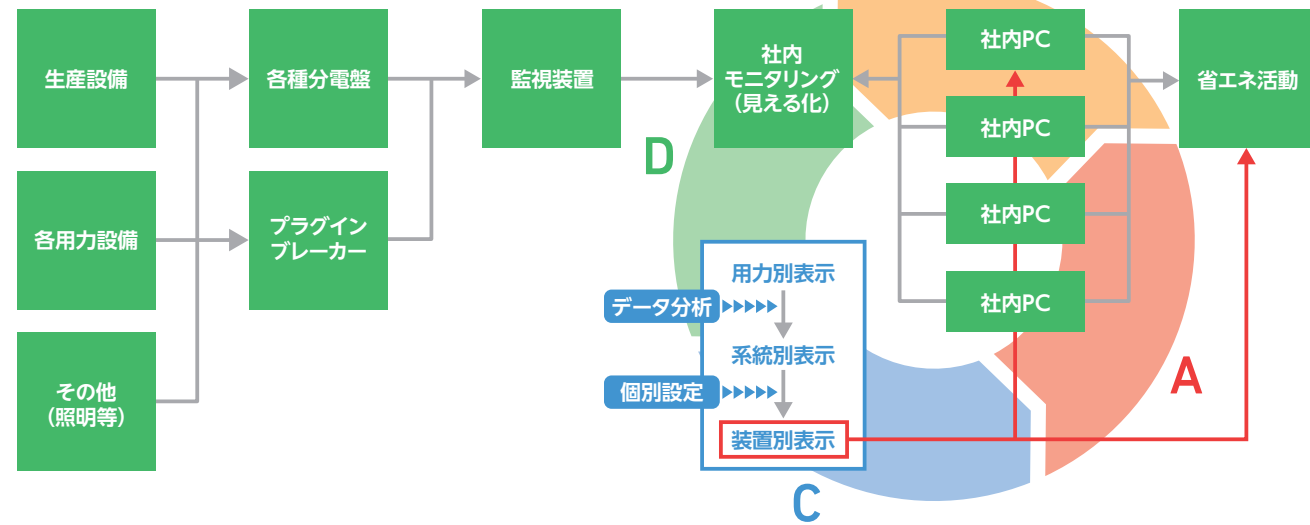 生産設備
各種分電盤
監視装置
社内
モニタリング
（見える化）
社内PC
省エネ活動
社内PC
D
各用力設備
プラグイン
ブレーカー
社内PC
用力別表示
データ分析
社内PC
系統別表示
その他
（照明等）
個別設定
A
装置別表示
C